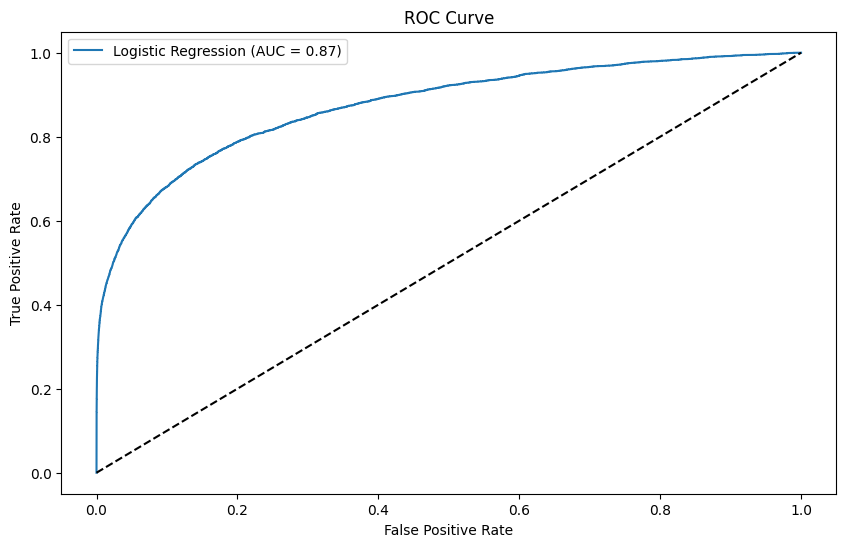 ROC Curve
Logistic Regression (AUC = 0.87)
True Positive Rate
1.0
0.8
0.6
0.4
0.2
0.0
0.0 0.2 0.4 0.6 0.8 1.0
False Positive Rate